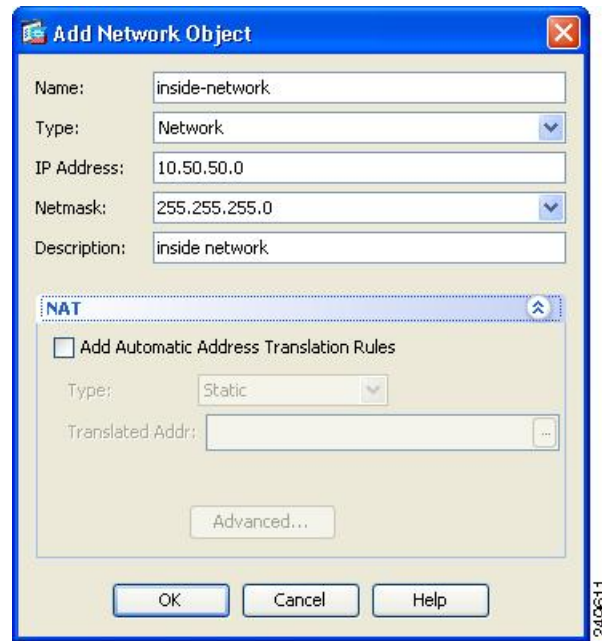 Add Network Object
Name: inside-network
Type: Network
IP Address: 10.50.50.0
Netmask: 255.255.255.0
Description: inside network
NAT
Add Automatic Address Translation Rules
Type: Static
Translated Addr: ...
Advanced...
OK Cancel Help
249611